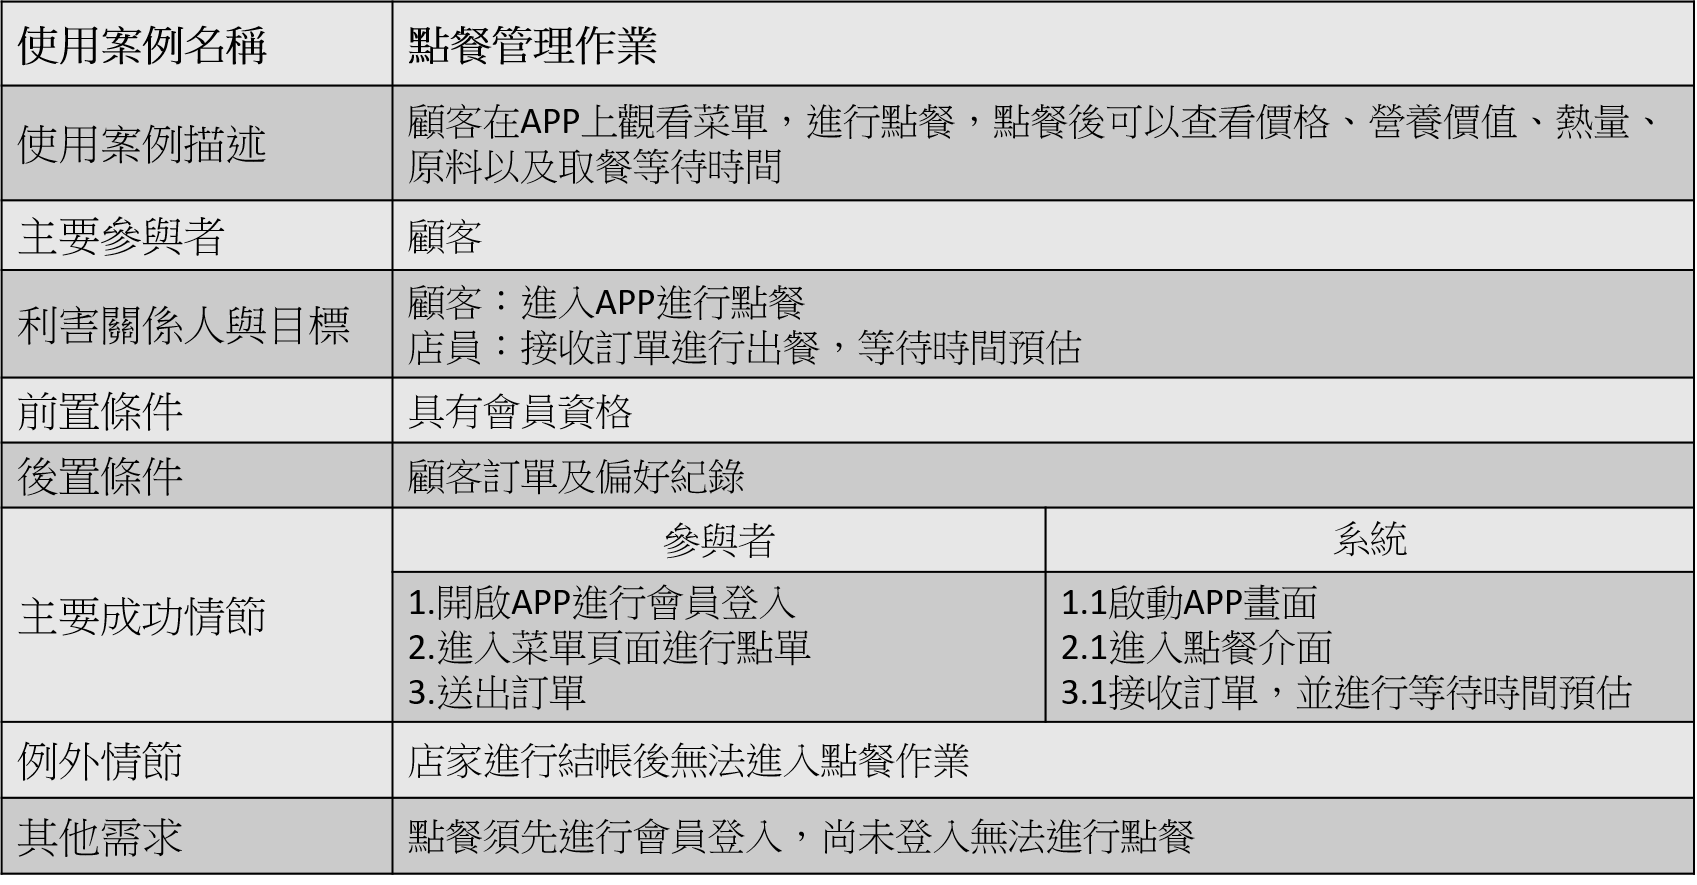 使用案例名稱
點餐管理作業
使用案例描述
顧客在APP上觀看菜單，進行點餐，點餐後可以查看價格、營養價值、熱量、
原料以及取餐等待時間
主要參與者
顧客
利害關係人與目標
顧客：進入APP進行點餐
店員：接收訂單進行出餐，等待時間預估
前置條件
具有會員資格
後置條件
顧客訂單及偏好紀錄
主要成功情節
參與者
系統
1.開啟APP進行會員登入
2.進入菜單頁面進行點單
3.送出訂單
1.1啟動APP畫面
2.1進入點餐介面
3.1接收訂單，並進行等待時間預估
例外情節
店家進行結帳後無法進入點餐作業
其他需求
點餐須先進行會員登入，尚未登入無法進行點餐